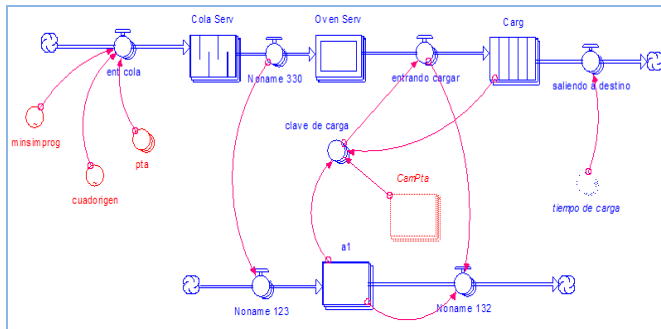 Cola Serv
Oven Serv
Carg
ent cola
Noname 330
entrando cargar
saliendo a destino
minsimprog
pta
cuadorigen
clave de carga
CamPta
tiempo de carga
a1
Noname 123
Noname 132